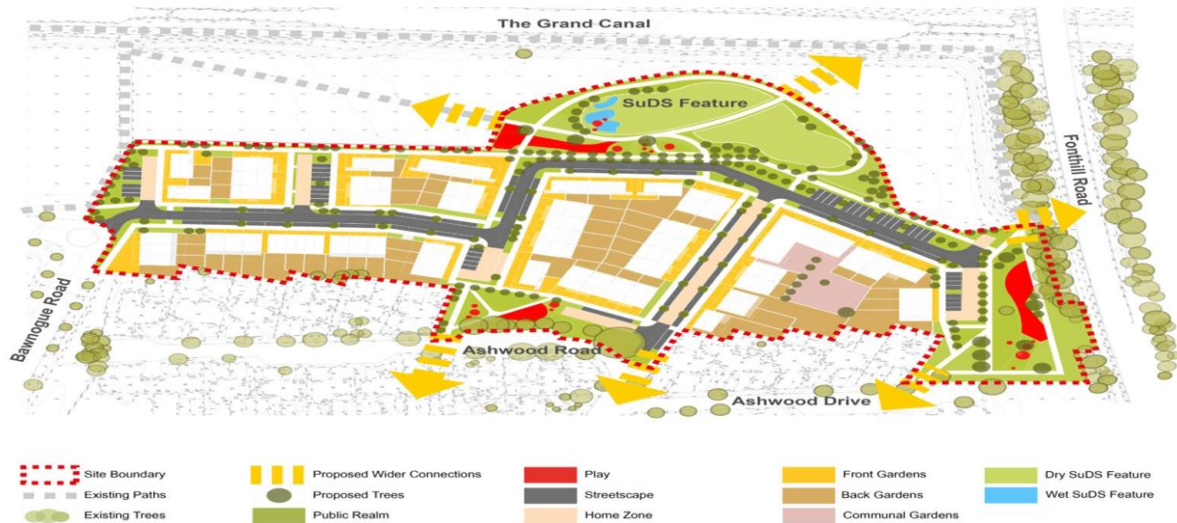 The Grand Canal
SuDS Feature
Fonthill Road
Bawnogue Road
Ashwood Road
Ashwood Drive
Site Boundary
Existing Paths
Existing Trees
Proposed Wider Connections
Proposed Trees
Public Realm
Play
Streetscape
Home Zone
Front Gardens
Back Gardens
Communal Gardens
Dry SuDS Feature
Wet SuDS Feature